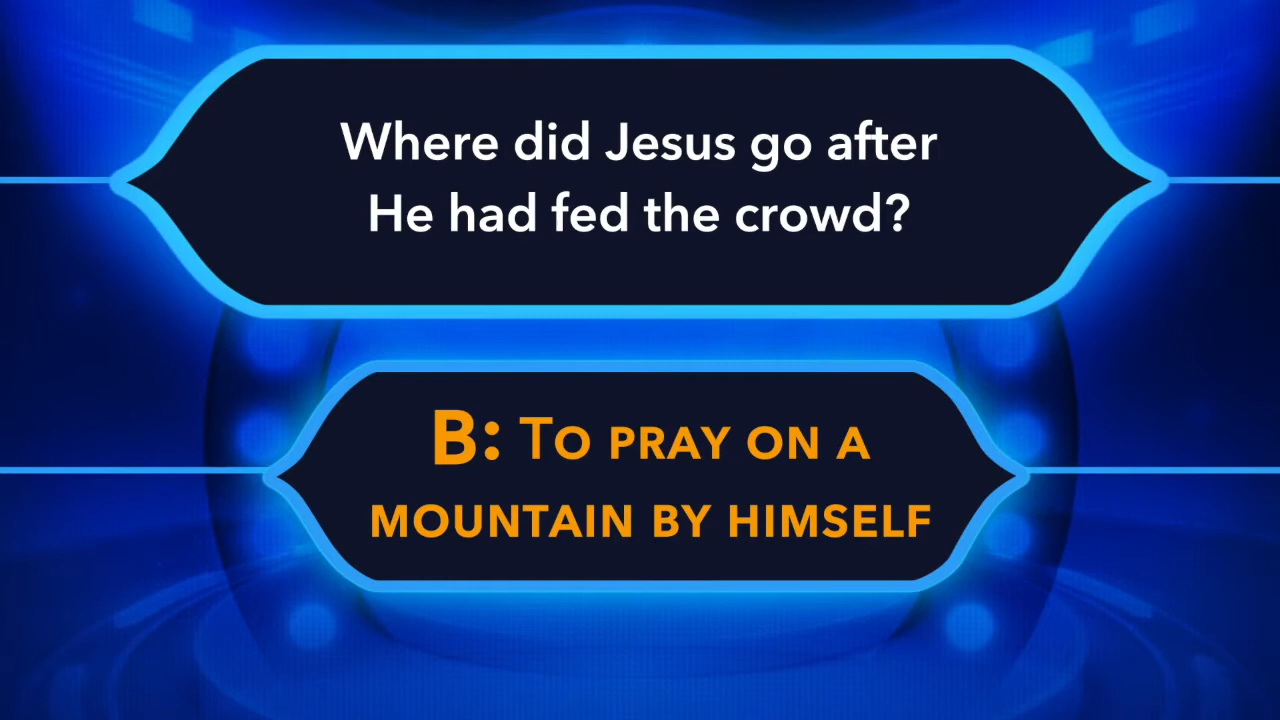 Where did Jesus go after
He had fed the crowd?
B: To pray on a
mountain by himself